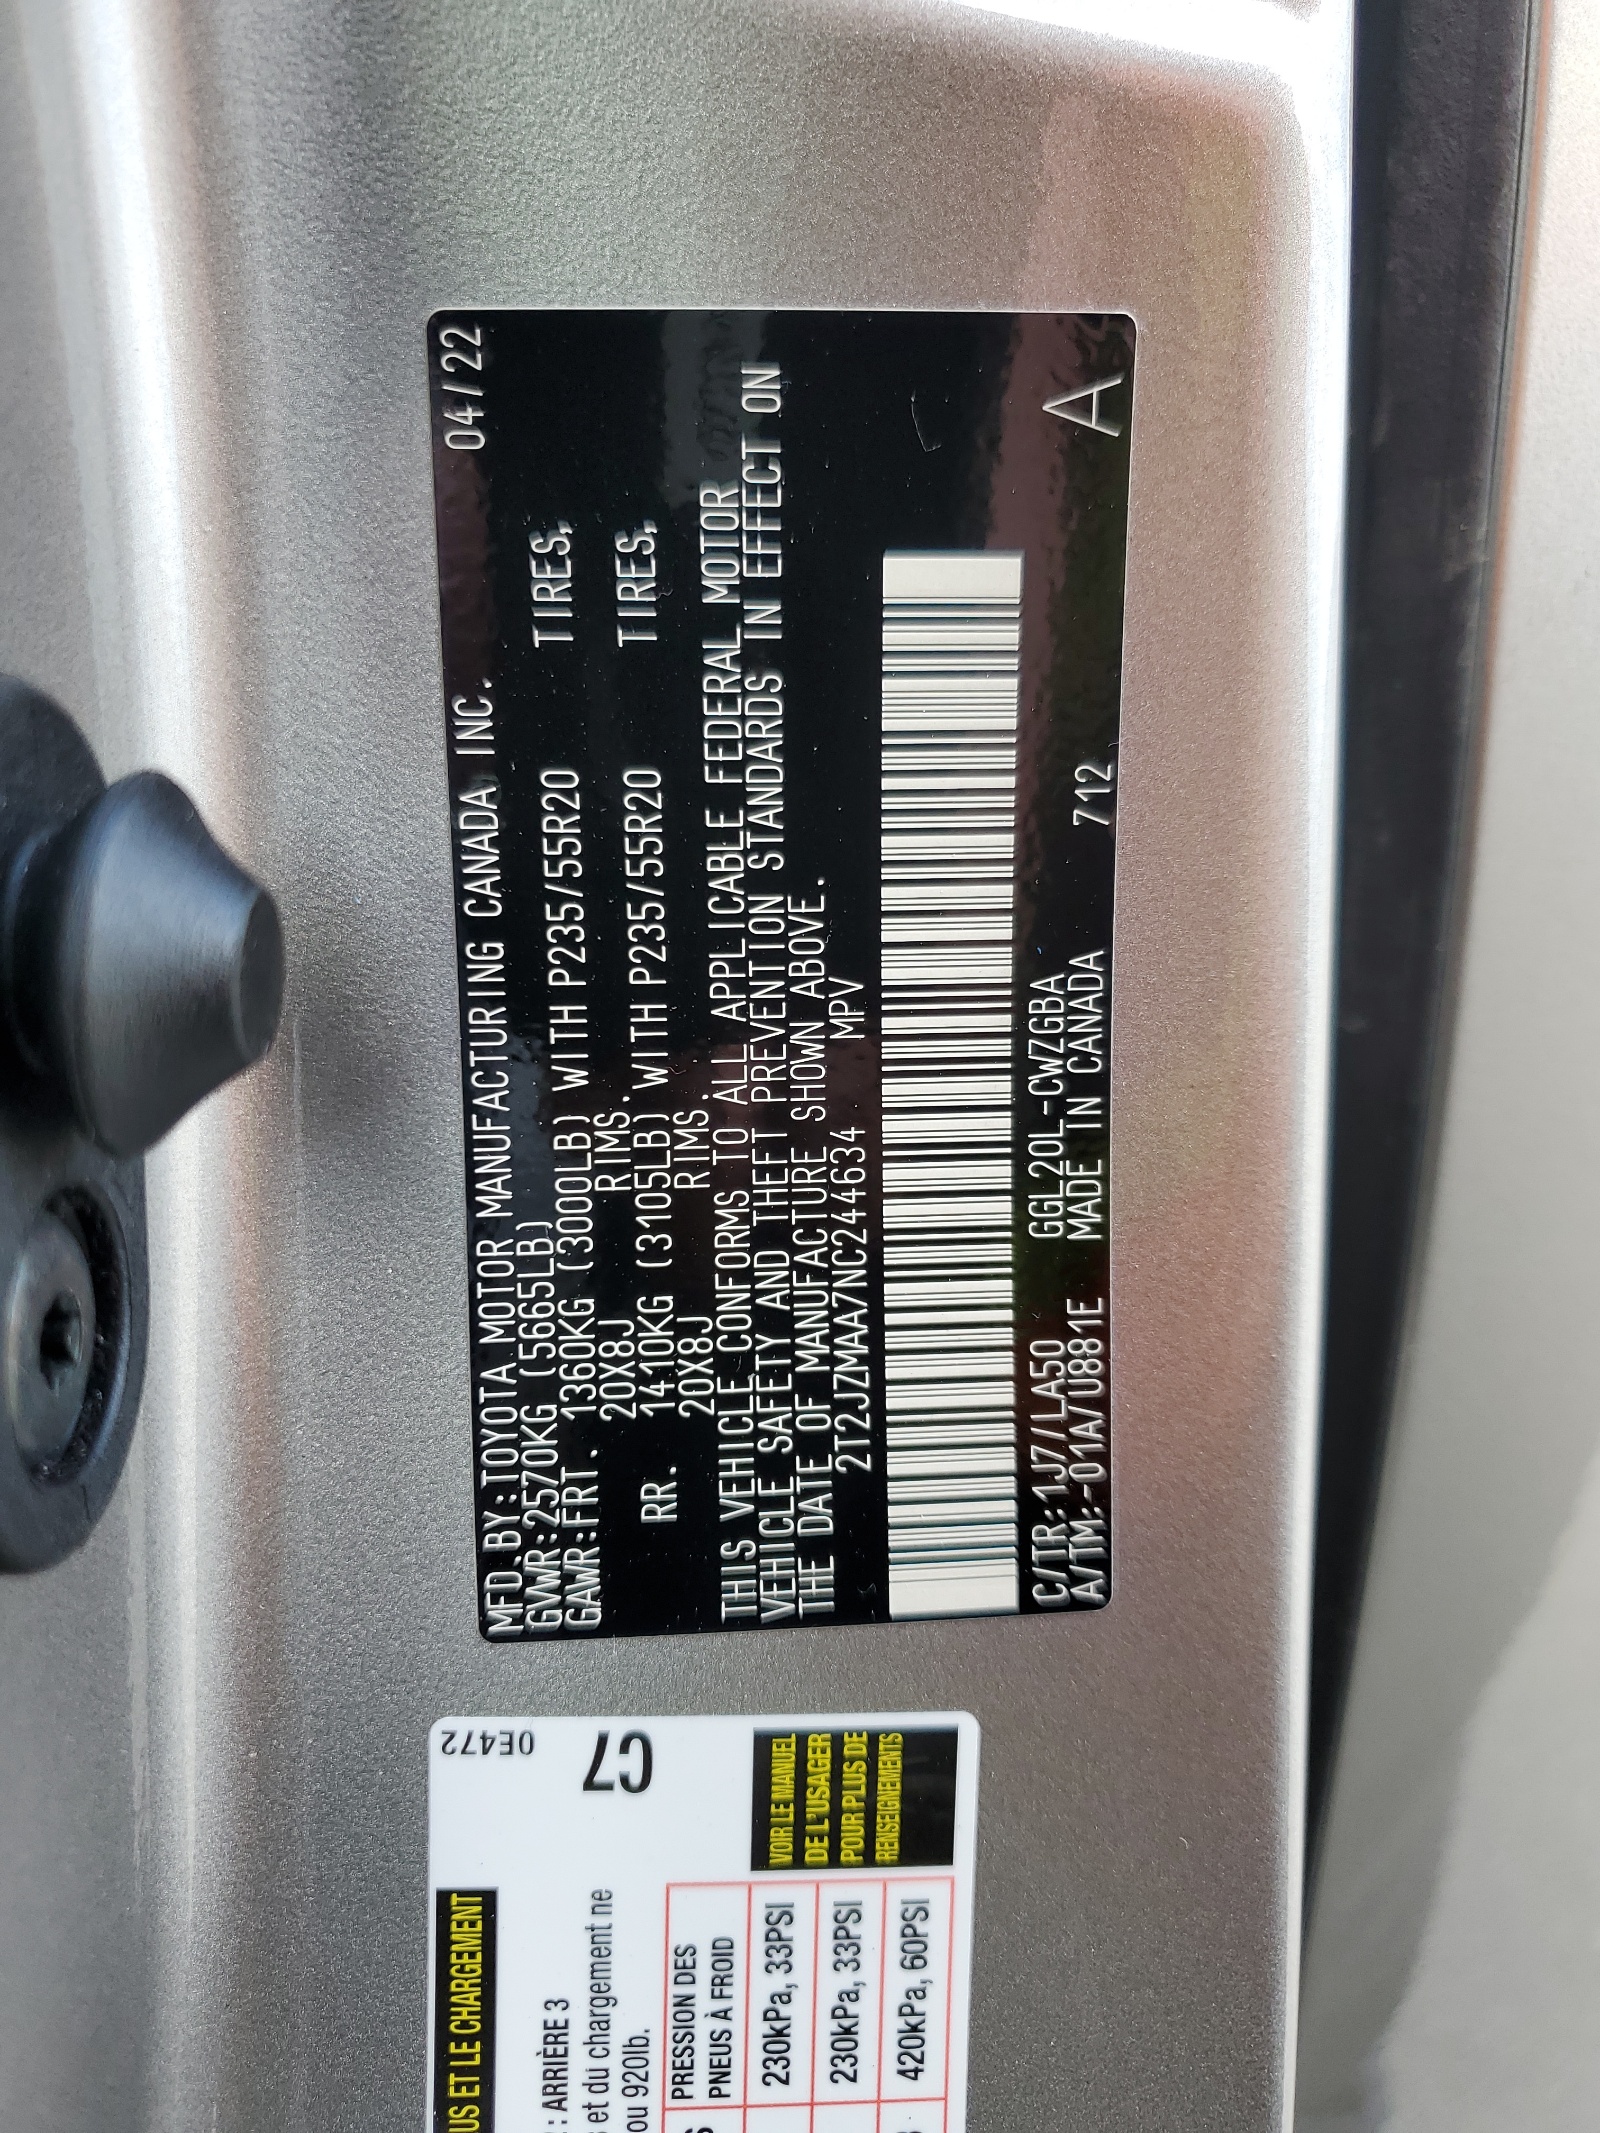 MFD.BY:TOYOTA MOTOR MANUFACTURING CANADA INC. 04/22
GVWR:2570KG (5665LB)
GAWR:FRT. 1360KG (3000LB) WITH P235/55R20 TIRES,
20X8J RIMS.
RR. 1410KG (3105LB) WITH P235/55R20 TIRES,
20X8J RIMS.
THIS VEHICLE CONFORMS TO ALL APPLICABLE FEDERAL MOTOR
VEHICLE SAFETY AND THEFT PREVENTION STANDARDS IN EFFECT ON
THE DATE OF MANUFACTURE SHOWN ABOVE.
2T2JZMAA7NC244634 MPV
C/TR:1J7/LA50 GGL20L-CWZGBA
A/TM:-01A/U881E MADE IN CANADA 712
A
US ET LE CHARGEMENT
0E472
C7
: ARRIÈRE 3
et du chargement ne
ou 920lb.
PRESSION DES
PNEUS À FROID
230kPa, 33PSI
230kPa, 33PSI
420kPa, 60PSI
VOIR LE MANUEL
DE L'USAGER
POUR PLUS DE
RENSEIGNEMENTS